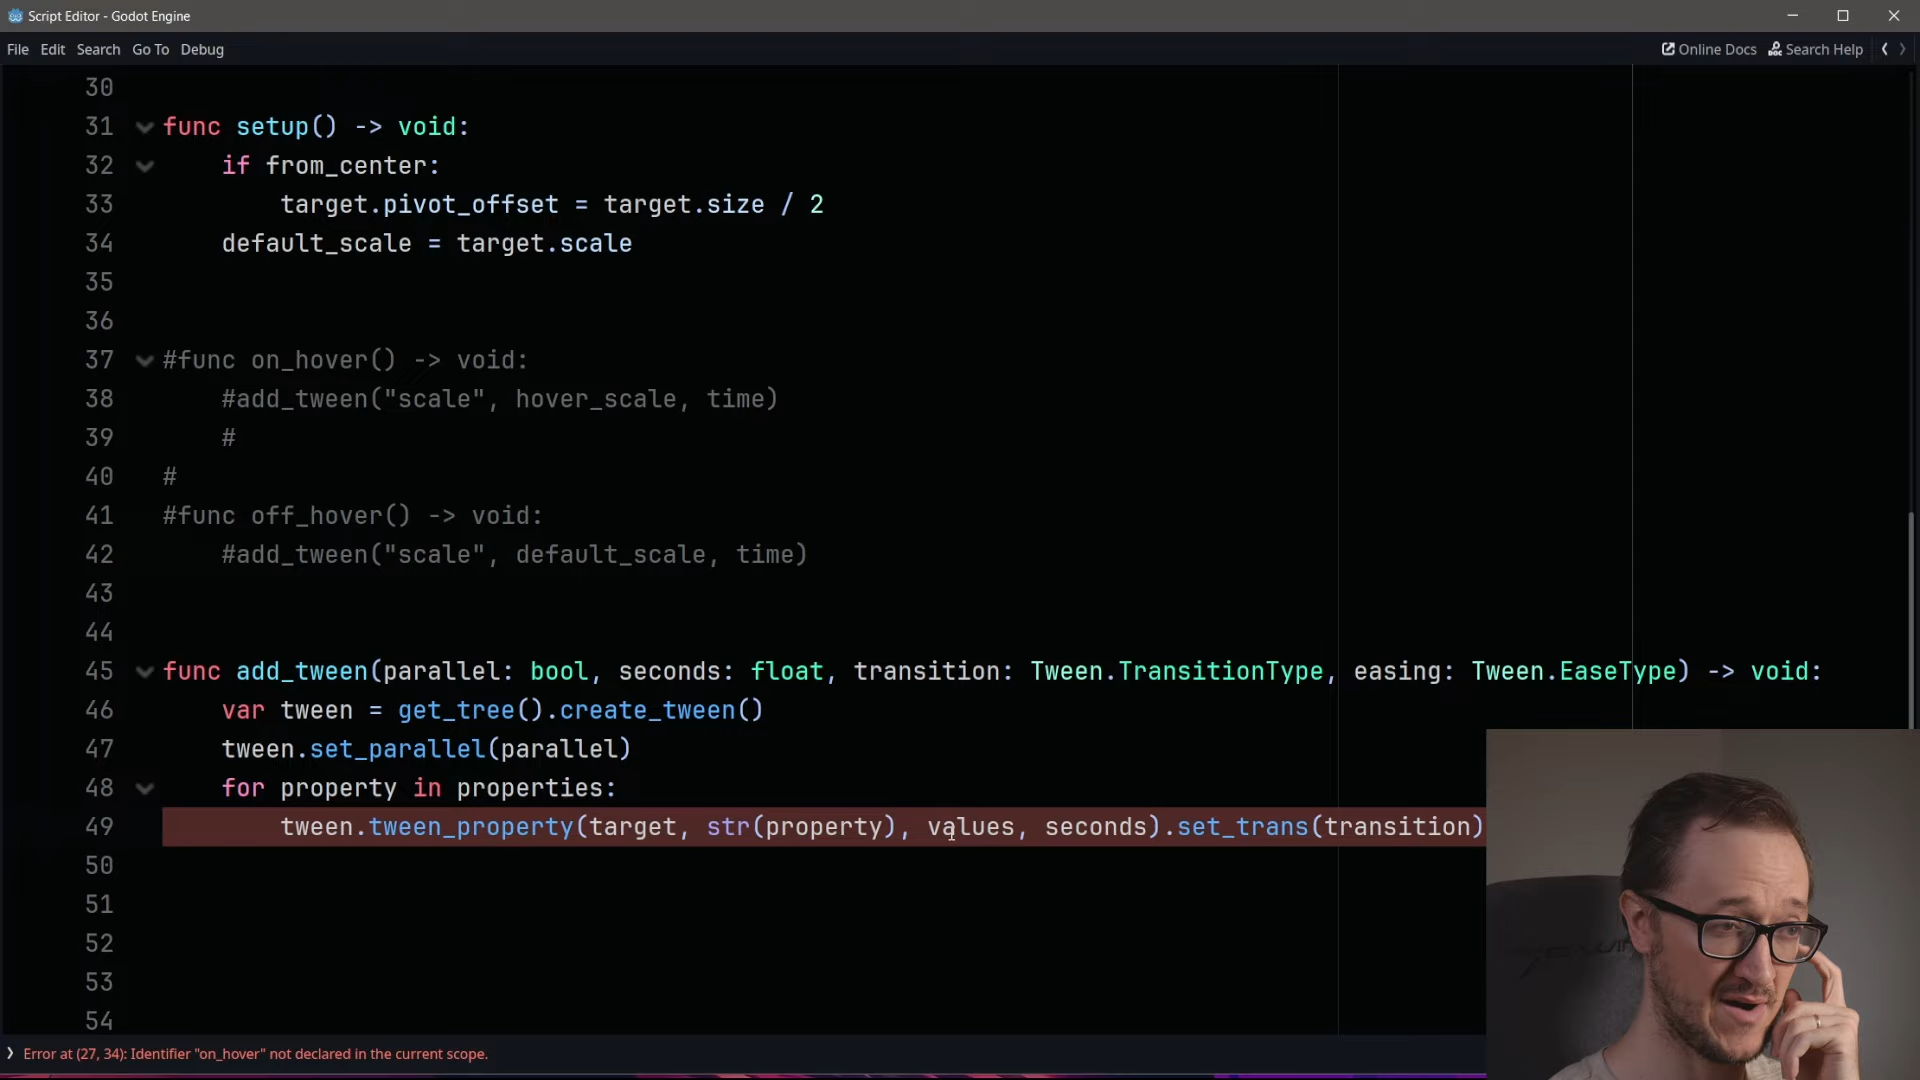 Script Editor - Godot Engine
File Edit Search Go To Debug Online Docs Search Help
30
31 func setup() -> void:
32 if from_center:
33 target.pivot_offset = target.size / 2
34 default_scale = target.scale
35
36
37 #func on_hover() -> void:
38 #add_tween("scale", hover_scale, time)
39 #
40 #
41 #func off_hover() -> void:
42 #add_tween("scale", default_scale, time)
43
44
45 func add_tween(parallel: bool, seconds: float, transition: Tween.TransitionType, easing: Tween.EaseType) -> void:
46 var tween = get_tree().create_tween()
47 tween.set_parallel(parallel)
48 for property in properties:
49 tween.tween_property(target, str(property), values, seconds).set_trans(transition)
50
51
52
53
54
Error at (27, 34): Identifier "on_hover" not declared in the current scope.